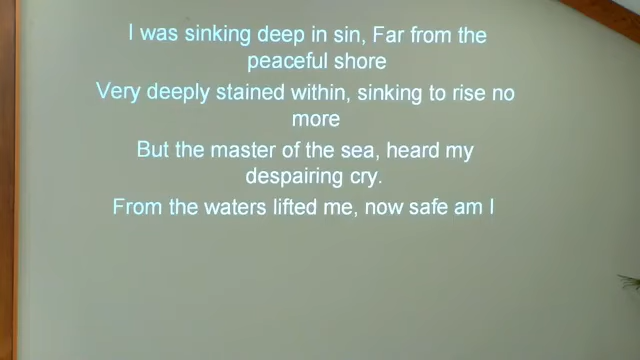 I was sinking deep in sin, Far from the
peaceful shore
Very deeply stained within, sinking to rise no
more
But the master of the sea, heard my
despairing cry.
From the waters lifted me, now safe am I